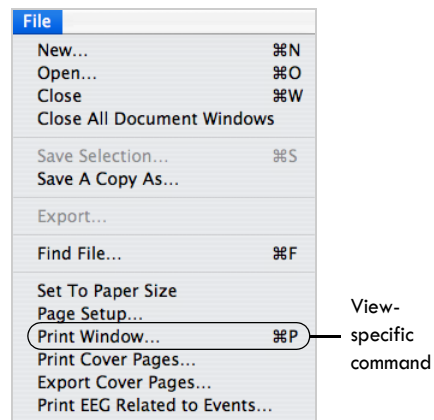 File
New... ⌘N
Open... ⌘O
Close ⌘W
Close All Document Windows
Save Selection... ⌘S
Save A Copy As...
Export...
Find File... ⌘F
Set To Paper Size
Page Setup...
Print Window... ⌘P
Print Cover Pages...
Export Cover Pages...
Print EEG Related to Events...
View-
specific
command